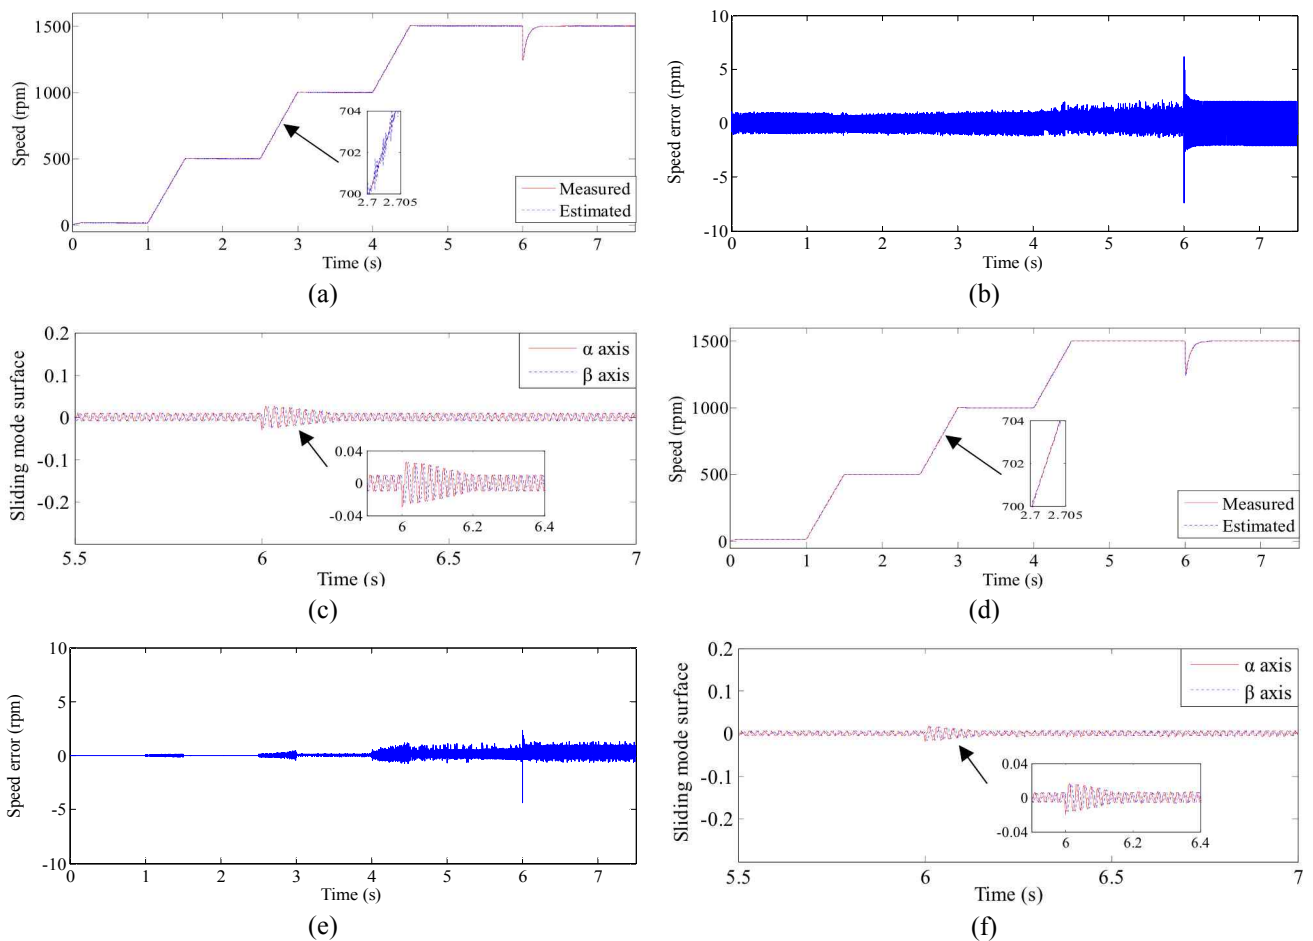 1500
1000
500
0
Speed (rpm)
704
702
700
2.7 2.705
Measured
Estimated
0 1 2 3 4 5 6 7
Time (s)
(a)
10
5
0
-5
-10
Speed error (rpm)
0 1 2 3 4 5 6 7
Time (s)
(b)
0.2
0.1
0
-0.1
-0.2
Sliding mode surface
α axis
β axis
0.04
0
-0.04
6 6.2 6.4
5.5 6 6.5 7
Time (s)
(c)
1500
1000
500
0
Speed (rpm)
704
702
700
2.7 2.705
Measured
Estimated
0 1 2 3 4 5 6 7
Time (s)
(d)
10
5
0
-5
-10
Speed error (rpm)
0 1 2 3 4 5 6 7
Time (s)
(e)
0.2
0.1
0
-0.1
-0.2
Sliding mode surface
α axis
β axis
0.04
0
-0.04
6 6.2 6.4
5.5 6 6.5 7
Time (s)
(f)